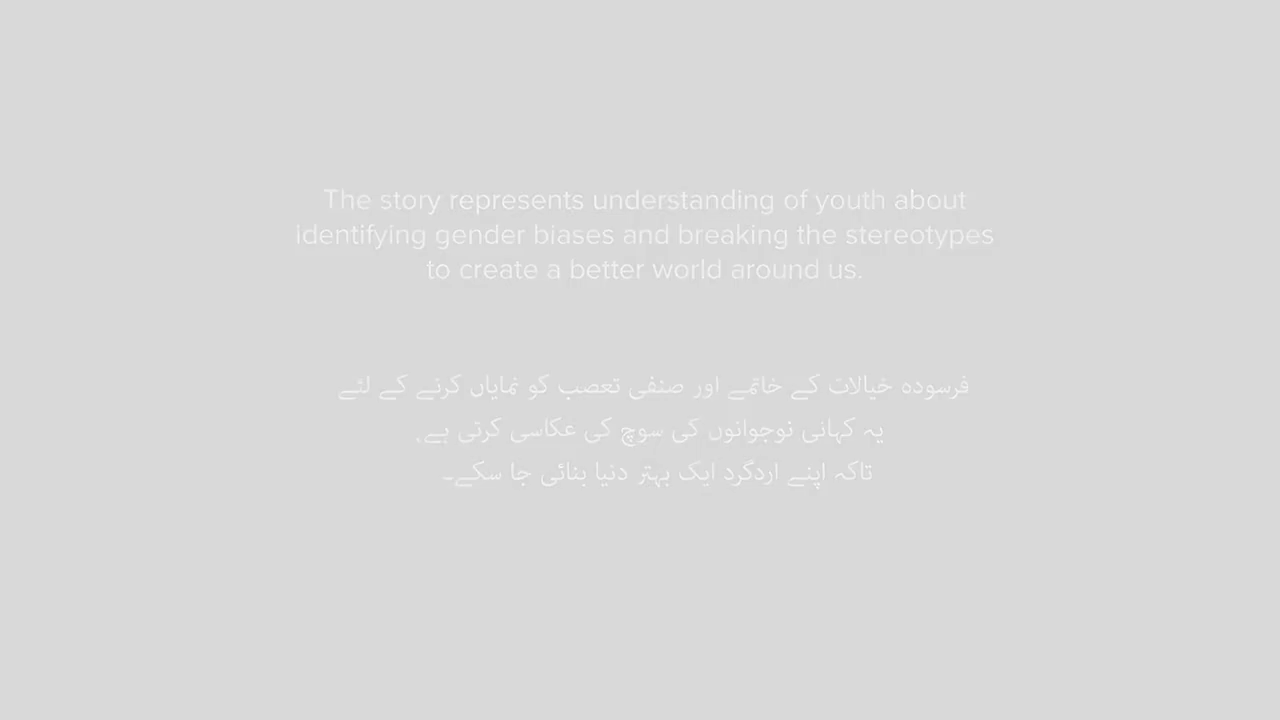 The story represents understanding of youth about
identifying gender biases and breaking the stereotypes
to create a better world around us.
فرسودہ خیالات کے خاتمے اور صنفی تعصب کو نمایاں کرنے کے لئے
یہ کہانی نوجوانوں کی سوچ کی عکاسی کرتی ہے،
تاکہ اپنے اردگرد ایک بہتر دنیا بنائی جا سکے۔